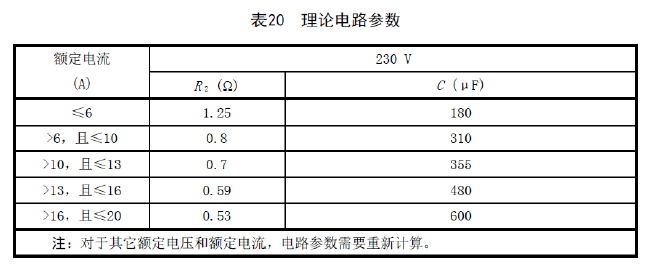 表20 理论电路参数
额定电流 230 V
(A) R₂ (Ω) C (μF)
≤6 1.25 180
>6，且≤10 0.8 310
>10，且≤13 0.7 355
>13，且≤16 0.59 480
>16，且≤20 0.53 600
注：对于其它额定电压和额定电流，电路参数需要重新计算。